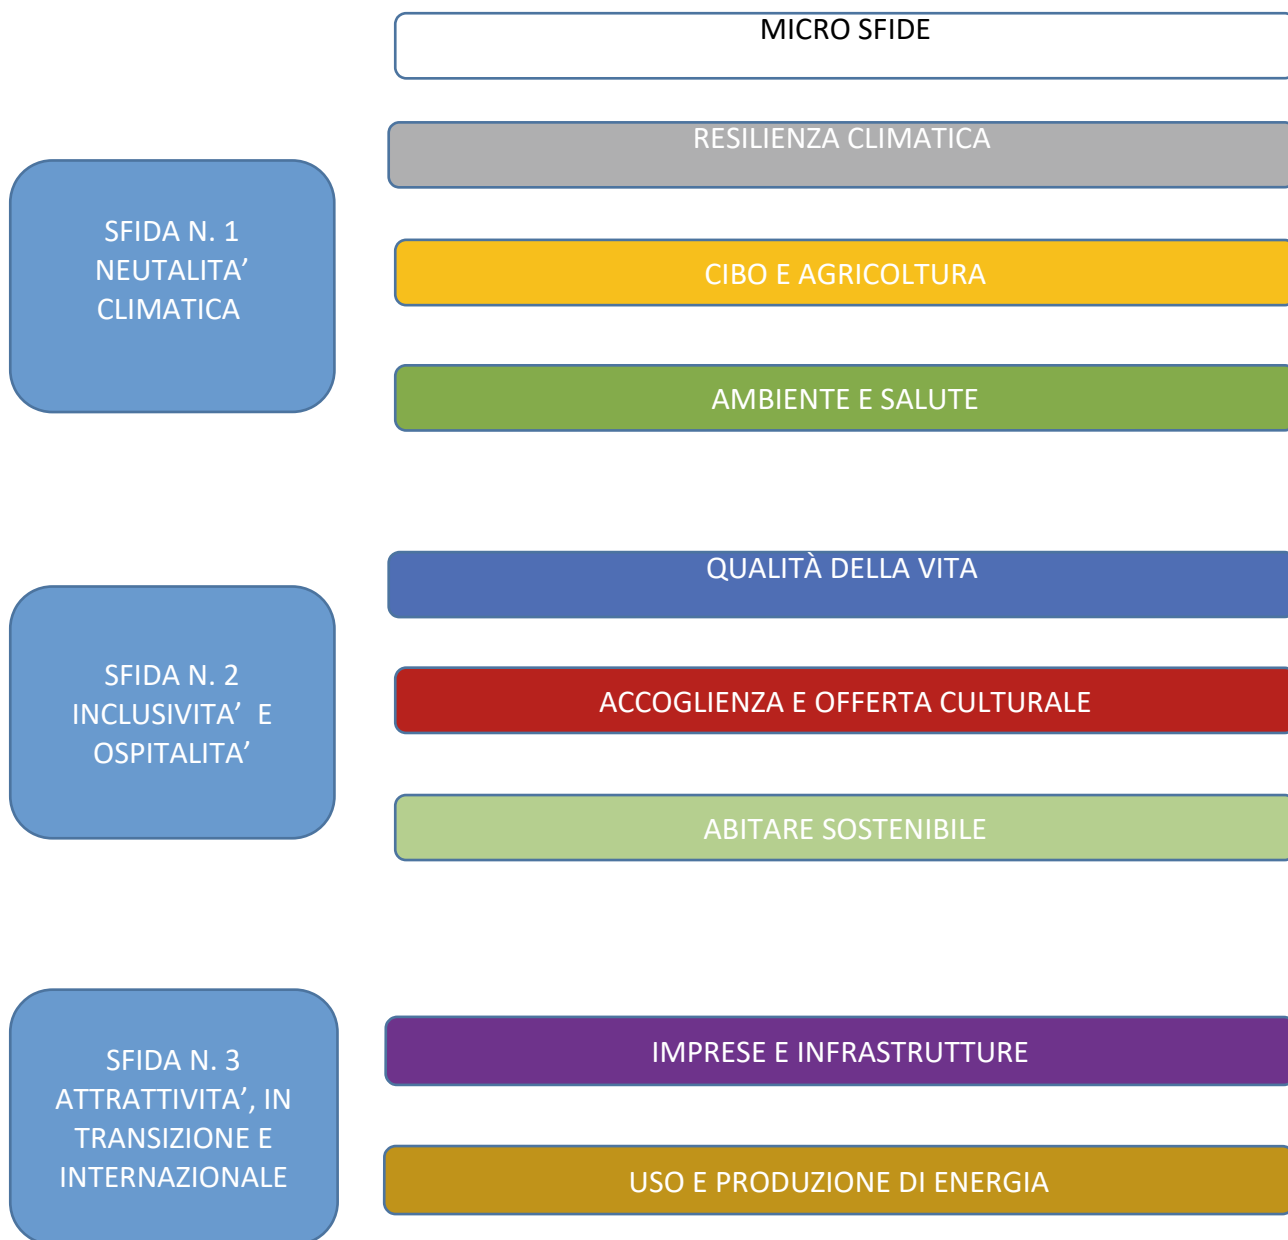 MICRO SFIDE
RESILIENZA CLIMATICA
SFIDA N. 1
NEUTALITA’
CLIMATICA
CIBO E AGRICOLTURA
AMBIENTE E SALUTE
QUALITÀ DELLA VITA
SFIDA N. 2
INCLUSIVITA’ E
OSPITALITA’
ACCOGLIENZA E OFFERTA CULTURALE
ABITARE SOSTENIBILE
SFIDA N. 3
ATTRATTIVITA’, IN
TRANSIZIONE E
INTERNAZIONALE
IMPRESE E INFRASTRUTTURE
USO E PRODUZIONE DI ENERGIA